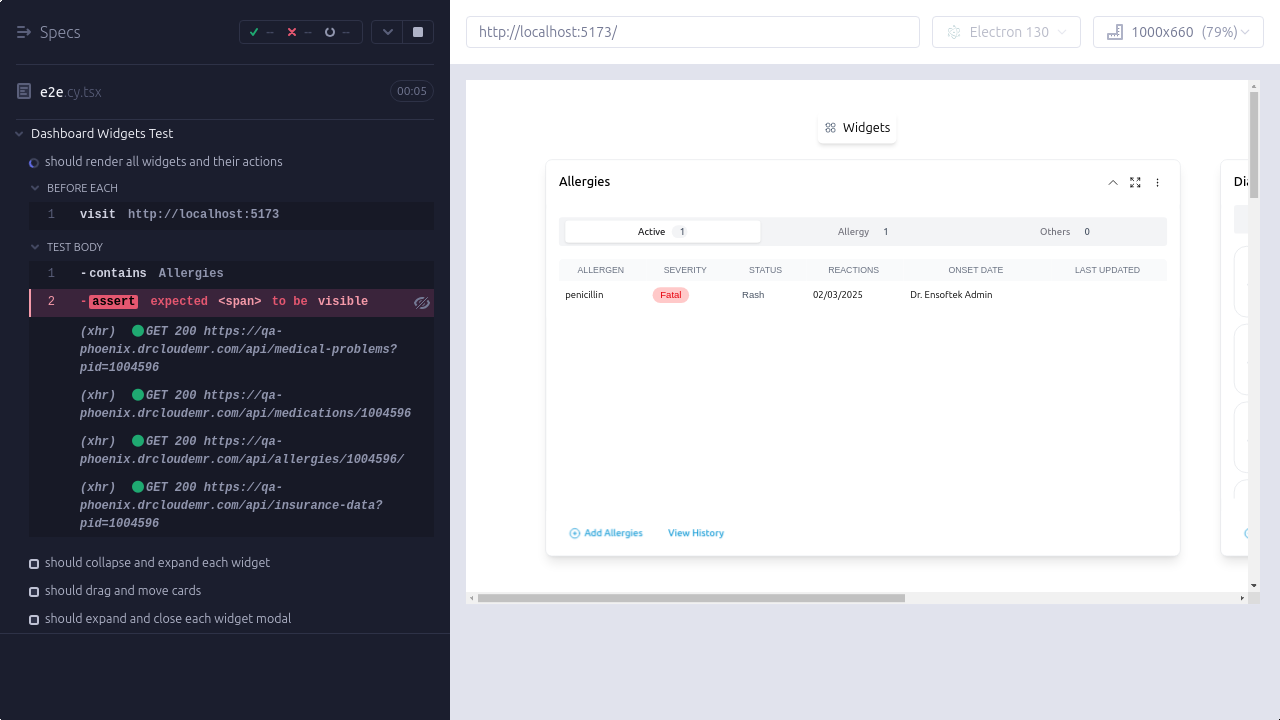 Specs
-- -- --
http://localhost:5173/
Electron 130
1000x660 (79%)
e2e.cy.tsx
00:05
Dashboard Widgets Test
should render all widgets and their actions
BEFORE EACH
1 visit http://localhost:5173
TEST BODY
1 -contains Allergies
2 -assert expected <span> to be visible
(xhr) GET 200 https://qa-
phoenix.drcloudemr.com/api/medical-problems?
pid=1004596
(xhr) GET 200 https://qa-
phoenix.drcloudemr.com/api/medications/1004596
(xhr) GET 200 https://qa-
phoenix.drcloudemr.com/api/allergies/1004596/
(xhr) GET 200 https://qa-
phoenix.drcloudemr.com/api/insurance-data?
pid=1004596
should collapse and expand each widget
should drag and move cards
should expand and close each widget modal
Widgets
Allergies
Active 1 Allergy 1 Others 0
ALLERGEN SEVERITY STATUS REACTIONS ONSET DATE LAST UPDATED
penicillin Fatal Rash 02/03/2025 Dr. Ensoftek Admin
Add Allergies View History